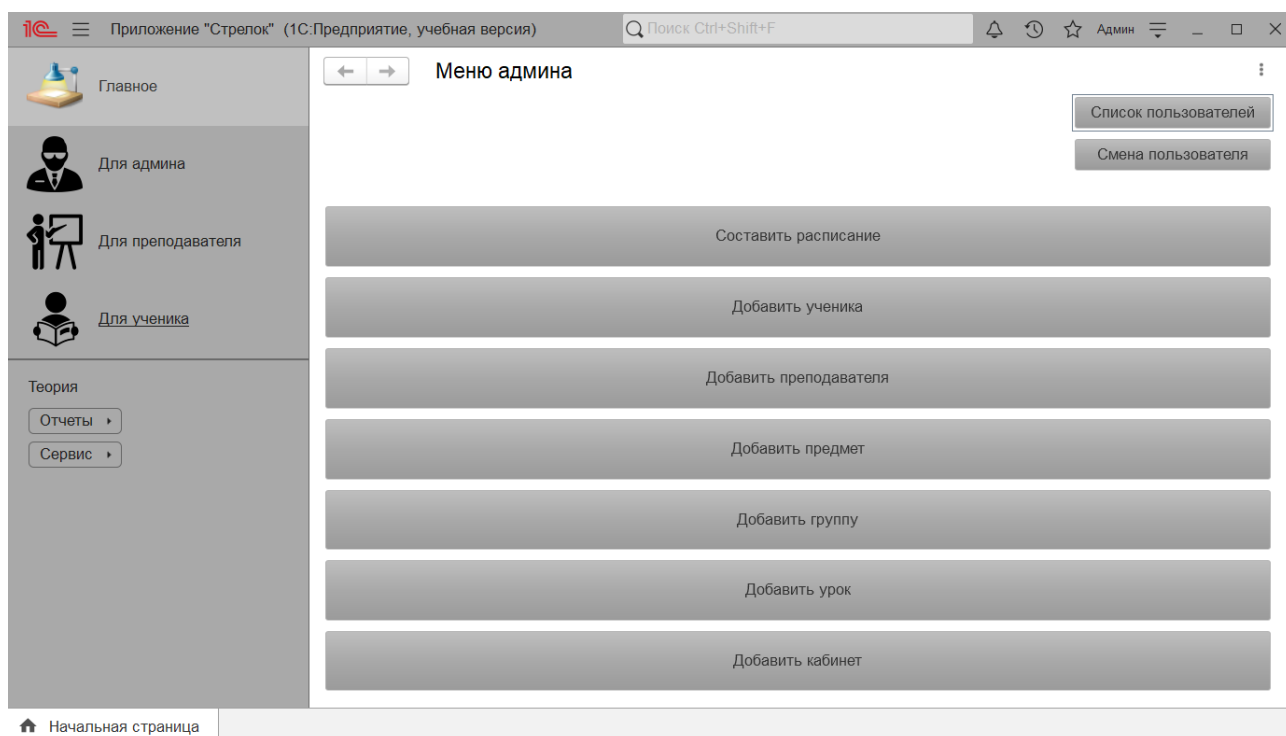 1С Приложение "Стрелок" (1С:Предприятие, учебная версия) Поиск Ctrl+Shift+F Админ
Главное
Для админа
Для преподавателя
Для ученика
Теория
Отчеты
Сервис
Меню админа
Список пользователей
Смена пользователя
Составить расписание
Добавить ученика
Добавить преподавателя
Добавить предмет
Добавить группу
Добавить урок
Добавить кабинет
Начальная страница